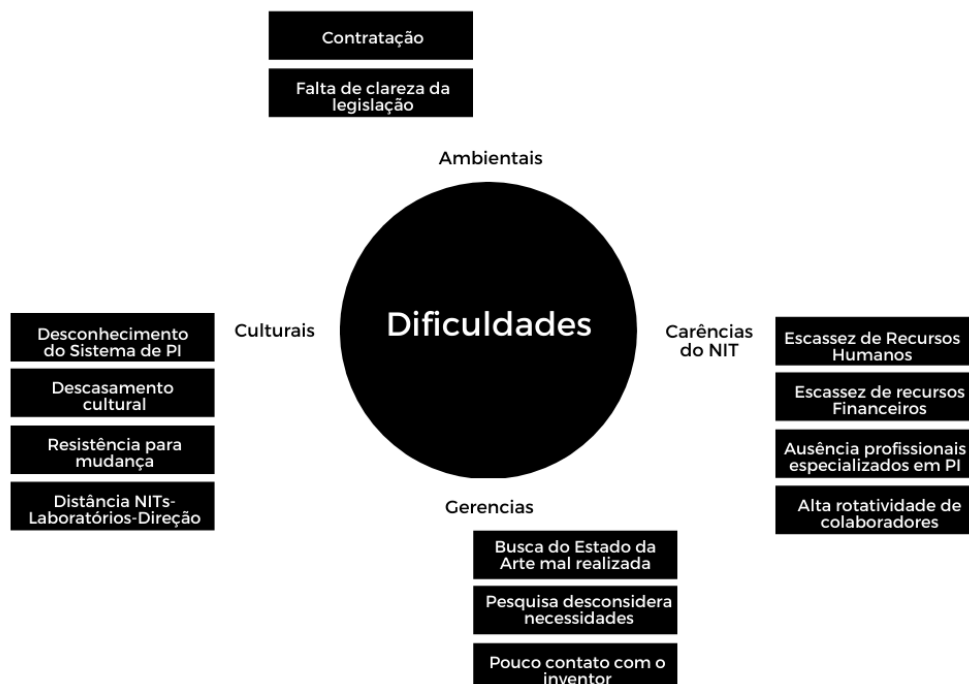 Contratação
Falta de clareza da
legislação
Ambientais
Dificuldades
Culturais
Desconhecimento
do Sistema de PI
Descasamento
cultural
Resistência para
mudança
Distância NITs-
Laboratórios-Direção
Carências
do NIT
Escassez de Recursos
Humanos
Escassez de recursos
Financeiros
Ausência profissionais
especializados em PI
Alta rotatividade de
colaboradores
Gerencias
Busca do Estado da
Arte mal realizada
Pesquisa desconsidera
necessidades
Pouco contato com o
inventor